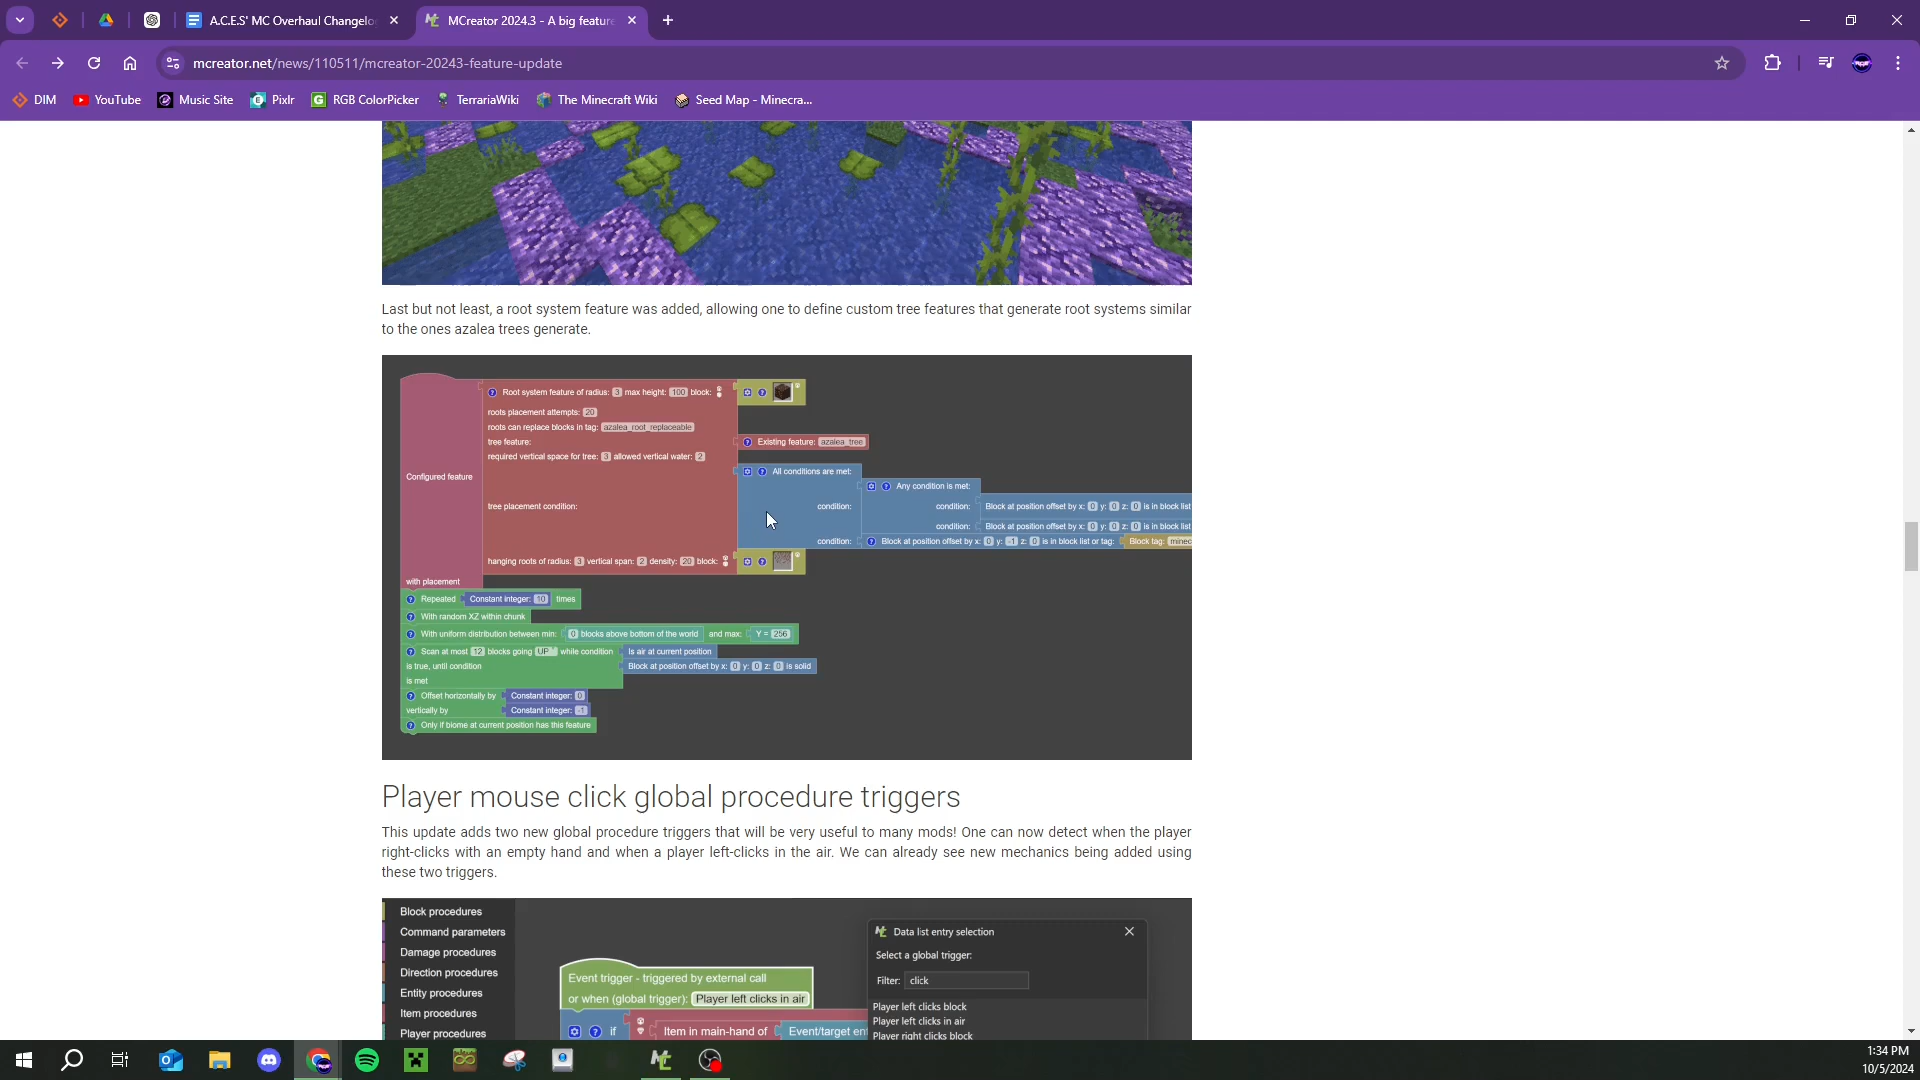 A.C.E.S' MC Overhaul Changelo
MCreator 2024.3 - A big feature
mcreator.net/news/110511/mcreator-20243-feature-update
DIM
YouTube
Music Site
Pixlr
RGB ColorPicker
TerrariaWiki
The Minecraft Wiki
Seed Map - Minecra...
Last but not least, a root system feature was added, allowing one to define custom tree features that generate root systems similar
to the ones azalea trees generate.
Root system feature of radius: 3 max height: 100 block:
roots placement attempts: 20
roots can replace blocks in tag: azalea_root_replaceable
tree feature:
Existing feature: azalea_tree
required vertical space for tree: 3 allowed vertical water: 2
All conditions are met:
Configured feature
Any condition is met:
tree placement condition:
condition:
condition:
Block at position offset by x: 0 y: 0 z: 0 is in block list
condition:
Block at position offset by x: 0 y: 0 z: 0 is in block list
condition:
Block at position offset by x: 0 y: -1 z: 0 is in block list or tag:
Block tag: minec
hanging roots of radius: 3 vertical span: 2 density: 20 block:
with placement
Repeated Constant integer: 10 times
With random XZ within chunk
With uniform distribution between min: 0 blocks above bottom of the world and max: Y = 256
Scan at most 12 blocks going UP while condition Is air at current position
is true, until condition Block at position offset by x: 0 y: 0 z: 0 is solid
is met
Offset horizontally by Constant integer: 0
vertically by Constant integer: -1
Only if biome at current position has this feature
Player mouse click global procedure triggers
This update adds two new global procedure triggers that will be very useful to many mods! One can now detect when the player
right-clicks with an empty hand and when a player left-clicks in the air. We can already see new mechanics being added using
these two triggers.
Block procedures
Command parameters
Damage procedures
Direction procedures
Entity procedures
Item procedures
Player procedures
Event trigger - triggered by external call
or when (global trigger): Player left clicks in air
if Item in main-hand of Event/target ent
Data list entry selection
Select a global trigger:
Filter: click
Player left clicks block
Player left clicks in air
Player right clicks block
1:34 PM
10/5/2024